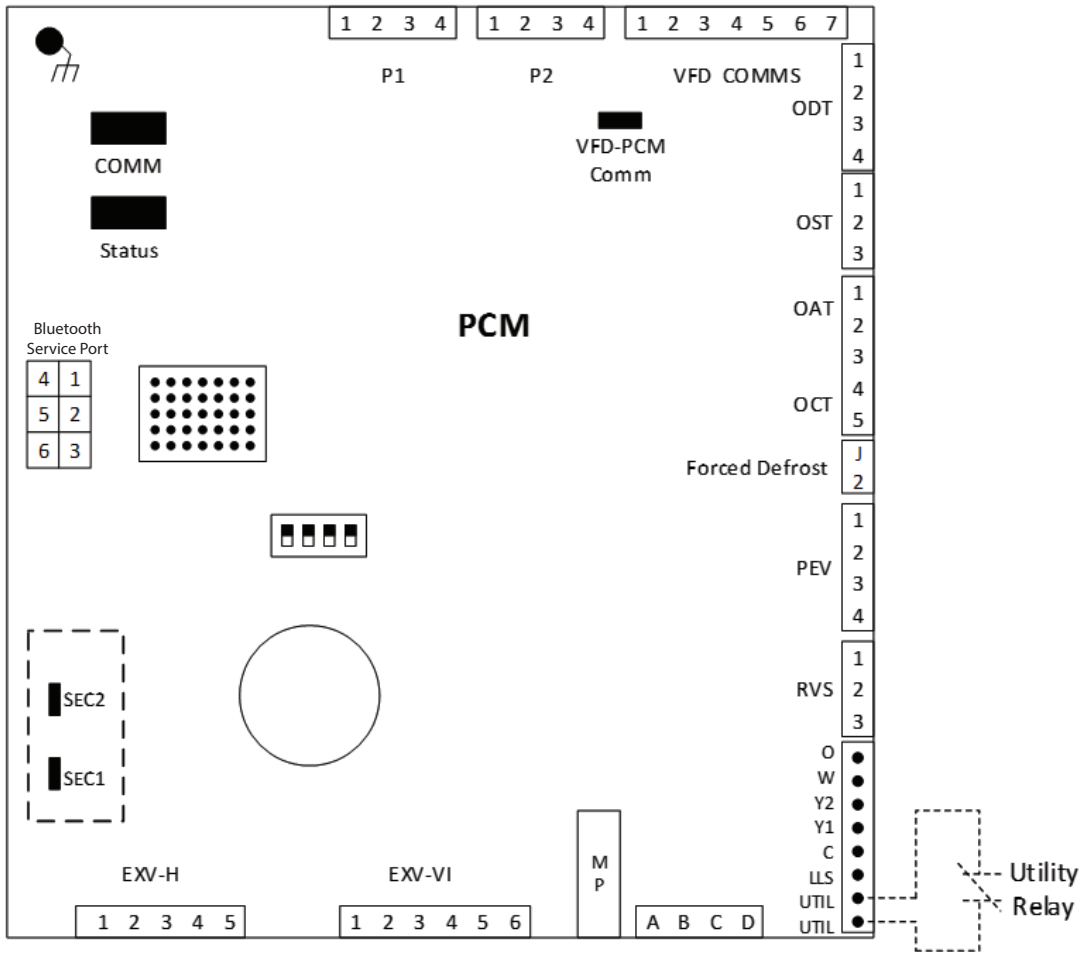 1 2 3 4
1 2 3 4
1 2 3 4 5 6 7
P1
P2
VFD COMMS
1
2
3
4
ODT
COMM
VFD-PCM
Comm
Status
1
2
3
OST
PCM
1
2
3
4
5
OAT
OCT
Bluetooth
Service Port
4 1
5 2
6 3
Forced Defrost
J
2
PEV
1
2
3
4
SEC2
SEC1
RVS
1
2
3
O
W
Y2
Y1
C
LLS
UTIL
UTIL
Utility
Relay
EXV-H
1 2 3 4 5
EXV-VI
1 2 3 4 5 6
M
P
A B C D